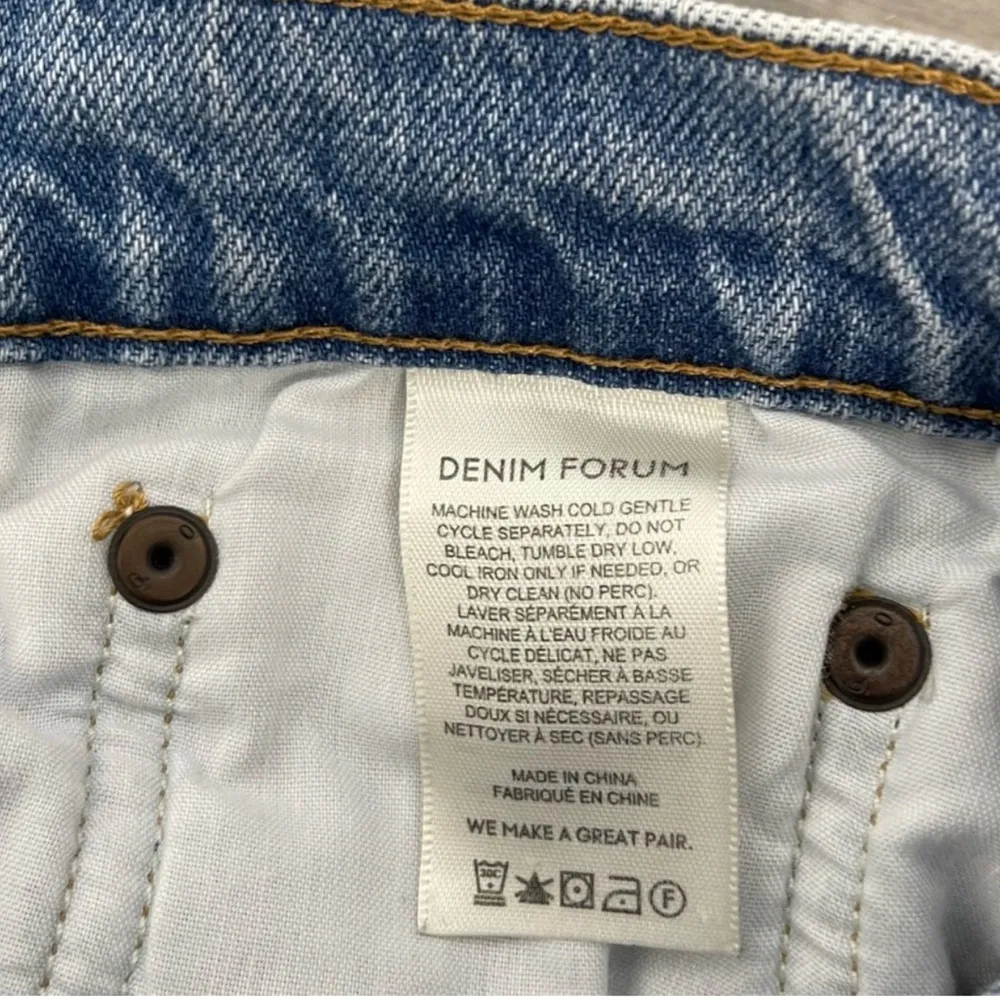 DENIM FORUM
MACHINE WASH COLD GENTLE
CYCLE SEPARATELY, DO NOT
BLEACH, TUMBLE DRY LOW,
COOL IRON ONLY IF NEEDED, OR
DRY CLEAN (NO PERC).
LAVER SÉPARÉMENT À LA
MACHINE À L'EAU FROIDE AU
CYCLE DÉLICAT, NE PAS
JAVELISER, SÉCHER À BASSE
TEMPÉRATURE, REPASSAGE
DOUX SI NÉCESSAIRE, OU
NETTOYER À SEC (SANS PERC).
MADE IN CHINA
FABRIQUÉ EN CHINE
WE MAKE A GREAT PAIR.
30C F